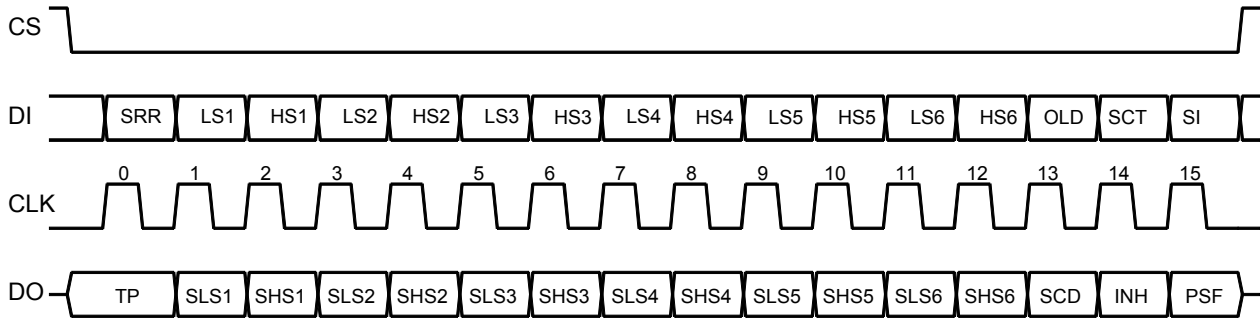 CS
DI SRR LS1 HS1 LS2 HS2 LS3 HS3 LS4 HS4 LS5 HS5 LS6 HS6 OLD SCT SI
0 1 2 3 4 5 6 7 8 9 10 11 12 13 14 15
CLK
DO TP SLS1 SHS1 SLS2 SHS2 SLS3 SHS3 SLS4 SHS4 SLS5 SHS5 SLS6 SHS6 SCD INH PSF